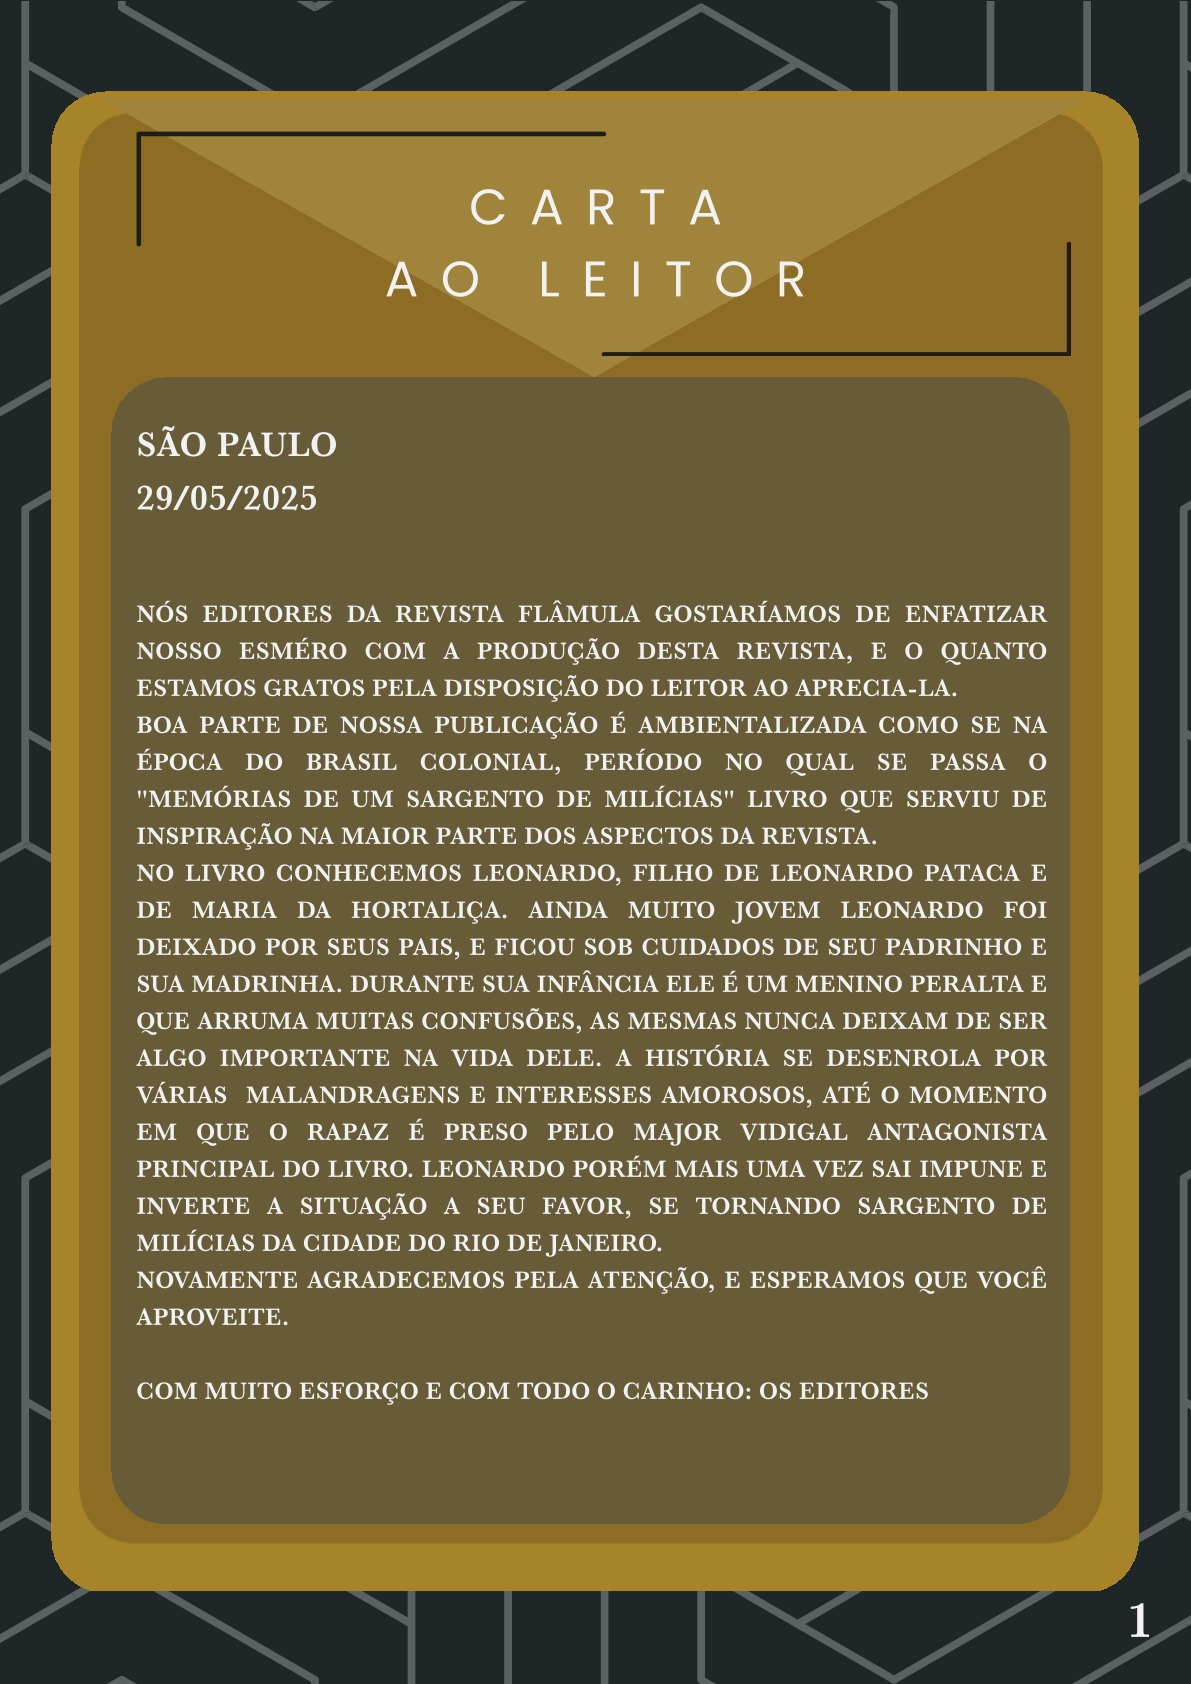 CARTA
AO LEITOR
SÃO PAULO
29/05/2025
NÓS EDITORES DA REVISTA FLÂMULA GOSTARÍAMOS DE ENFATIZAR
NOSSO ESMÉRO COM A PRODUÇÃO DESTA REVISTA, E O QUANTO
ESTAMOS GRATOS PELA DISPOSIÇÃO DO LEITOR AO APRECIA-LA.
BOA PARTE DE NOSSA PUBLICAÇÃO É AMBIENTALIZADA COMO SE NA
ÉPOCA DO BRASIL COLONIAL, PERÍODO NO QUAL SE PASSA O
"MEMÓRIAS DE UM SARGENTO DE MILÍCIAS" LIVRO QUE SERVIU DE
INSPIRAÇÃO NA MAIOR PARTE DOS ASPECTOS DA REVISTA.
NO LIVRO CONHECEMOS LEONARDO, FILHO DE LEONARDO PATACA E
DE MARIA DA HORTALIÇA. AINDA MUITO JOVEM LEONARDO FOI
DEIXADO POR SEUS PAIS, E FICOU SOB CUIDADOS DE SEU PADRINHO E
SUA MADRINHA. DURANTE SUA INFÂNCIA ELE É UM MENINO PERALTA E
QUE ARRUMA MUITAS CONFUSÕES, AS MESMAS NUNCA DEIXAM DE SER
ALGO IMPORTANTE NA VIDA DELE. A HISTÓRIA SE DESENROLA POR
VÁRIAS MALANDRAGENS E INTERESSES AMOROSOS, ATÉ O MOMENTO
EM QUE O RAPAZ É PRESO PELO MAJOR VIDIGAL ANTAGONISTA
PRINCIPAL DO LIVRO. LEONARDO PORÉM MAIS UMA VEZ SAI IMPUNE E
INVERTE A SITUAÇÃO A SEU FAVOR, SE TORNANDO SARGENTO DE
MILÍCIAS DA CIDADE DO RIO DE JANEIRO.
NOVAMENTE AGRADECEMOS PELA ATENÇÃO, E ESPERAMOS QUE VOCÊ
APROVEITE.
COM MUITO ESFORÇO E COM TODO O CARINHO: OS EDITORES
1